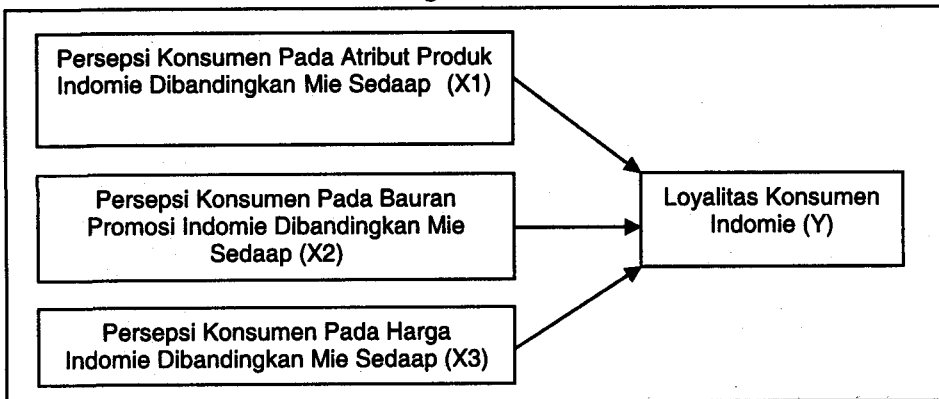 Persepsi Konsumen Pada Atribut Produk
Indomie Dibandingkan Mie Sedaap (X1)
Persepsi Konsumen Pada Bauran
Promosi Indomie Dibandingkan Mie
Sedaap (X2)
Persepsi Konsumen Pada Harga
Indomie Dibandingkan Mie Sedaap (X3)
Loyalitas Konsumen
Indomie (Y)